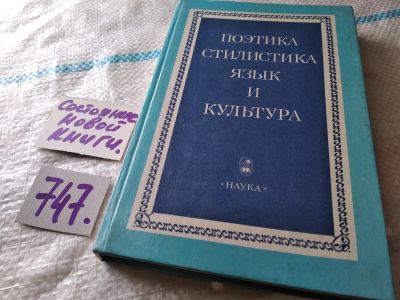 ПОЭТИКА
СТИЛИСТИКА
ЯЗЫК И
КУЛЬТУРА
"НАУКА"
Состояние
новой
книги.
747.